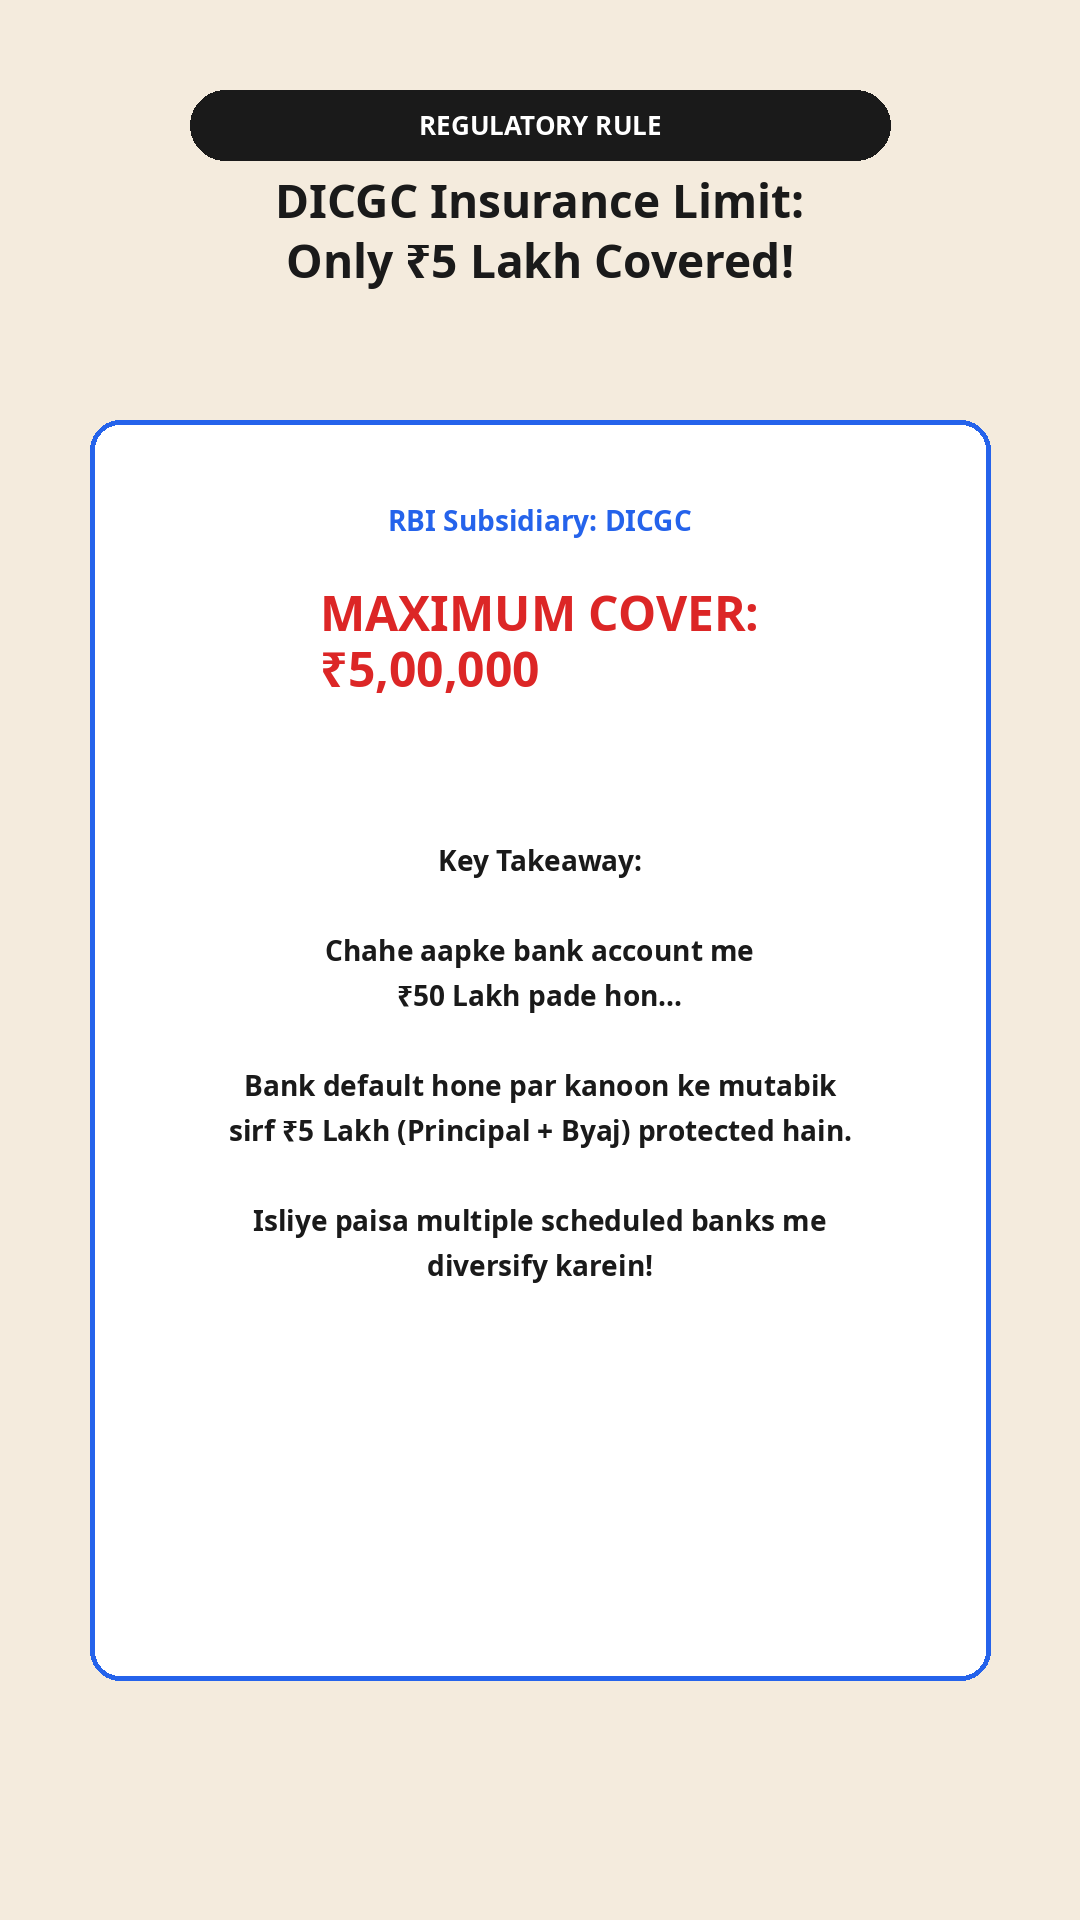 REGULATORY RULE
DICGC Insurance Limit:
Only ₹5 Lakh Covered!
RBI Subsidiary: DICGC
MAXIMUM COVER:
₹5,00,000
Key Takeaway:
Chahe aapke bank account me
₹50 Lakh pade hon...
Bank default hone par kanoon ke mutabik
sirf ₹5 Lakh (Principal + Byaj) protected hain.
Isliye paisa multiple scheduled banks me
diversify karein!